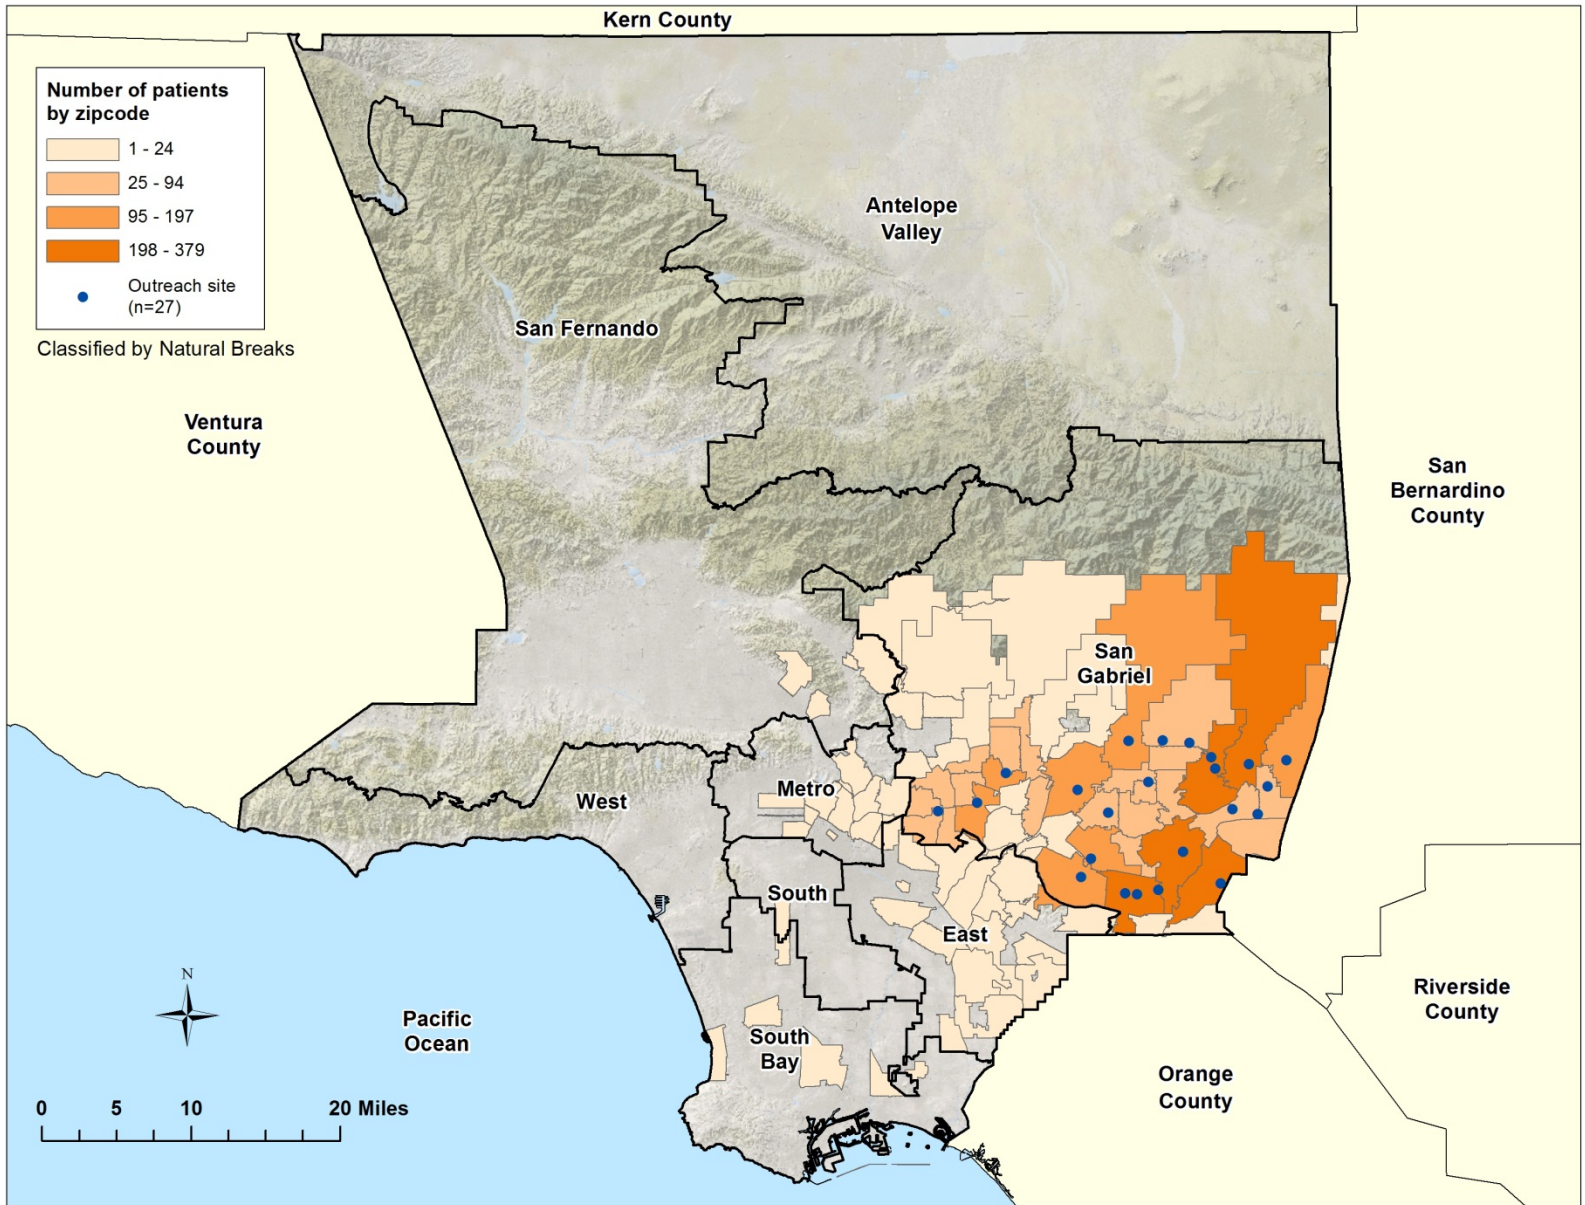 Kern County
Number of patients
by zipcode
1 - 24
25 - 94
95 - 197
198 - 379
Outreach site
(n=27)
Classified by Natural Breaks
Antelope
Valley
San Fernando
Ventura
County
San
Bernardino
County
San
Gabriel
West
Metro
South
East
South
Bay
Pacific
Ocean
Riverside
County
Orange
County
N
0 5 10 20 Miles